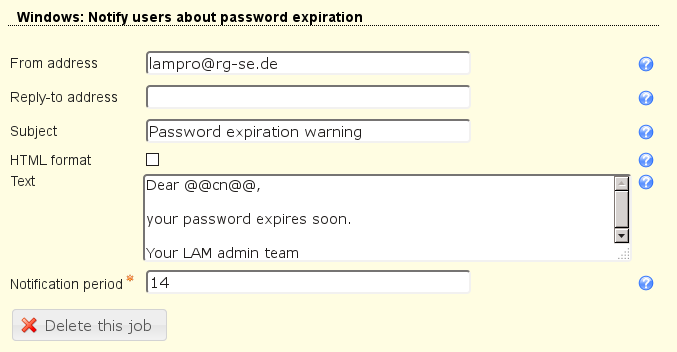 Windows: Notify users about password expiration
From address lampro@rg-se.de
Reply-to address
Subject Password expiration warning
HTML format
Text Dear @@cn@@,
your password expires soon.
Your LAM admin team
Notification period * 14
Delete this job